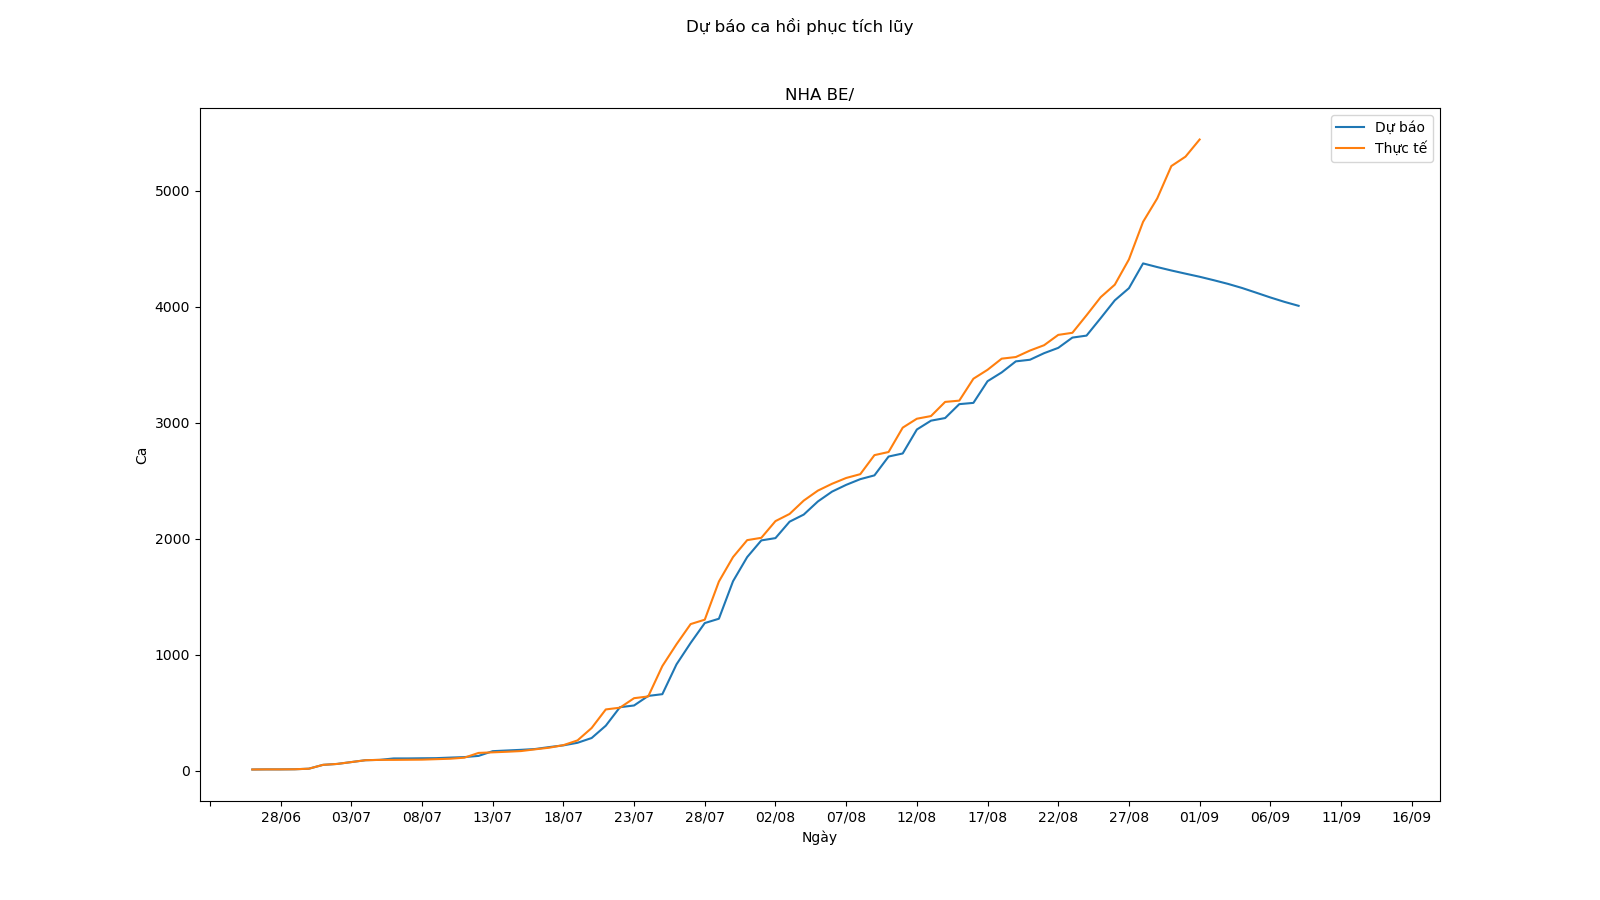 Dự báo ca hồi phục tích lũy
NHA BE/
Dự báo
Thực tế
5000
4000
3000
2000
1000
0
Ca
28/06 03/07 08/07 13/07 18/07 23/07 28/07 02/08 07/08 12/08 17/08 22/08 27/08 01/09 06/09 11/09 16/09
Ngày